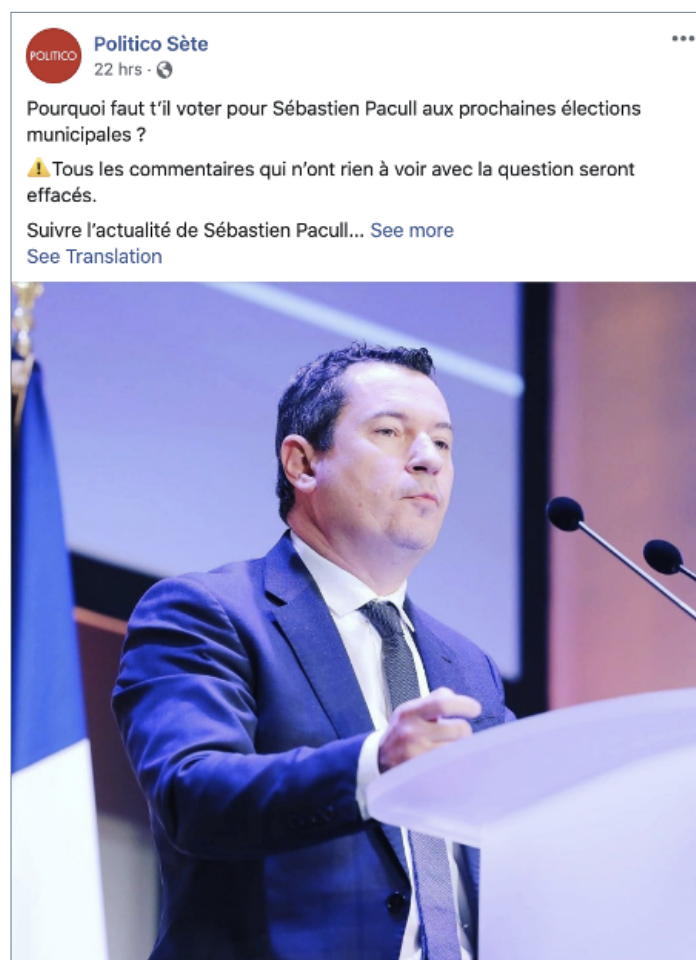 POLITICO
Politico Sète
22 hrs ·
Pourquoi faut t’il voter pour Sébastien Pacull aux prochaines élections
municipales ?
⚠️Tous les commentaires qui n’ont rien à voir avec la question seront
effacés.
Suivre l’actualité de Sébastien Pacull... See more
See Translation